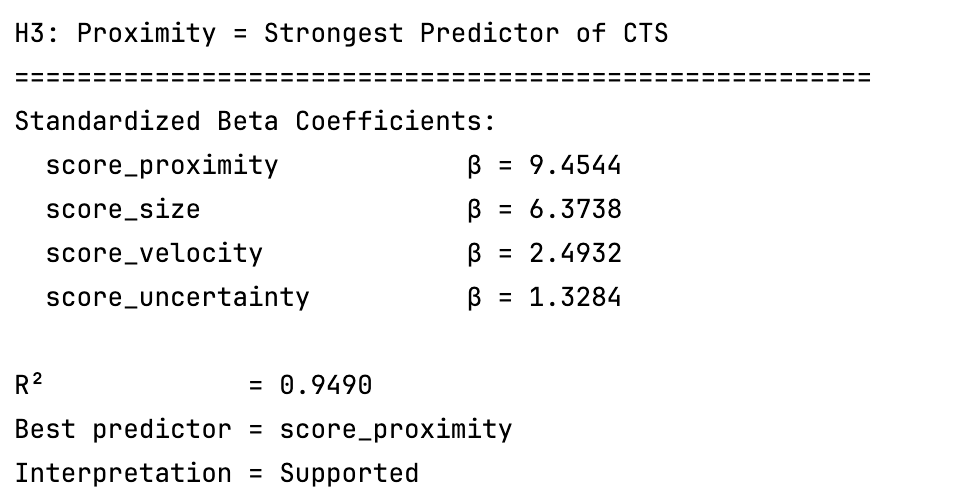 H3: Proximity = Strongest Predictor of CTS
=======================================================
Standardized Beta Coefficients:
  score_proximity            β = 9.4544
  score_size                 β = 6.3738
  score_velocity             β = 2.4932
  score_uncertainty          β = 1.3284

R²             = 0.9490
Best predictor = score_proximity
Interpretation = Supported